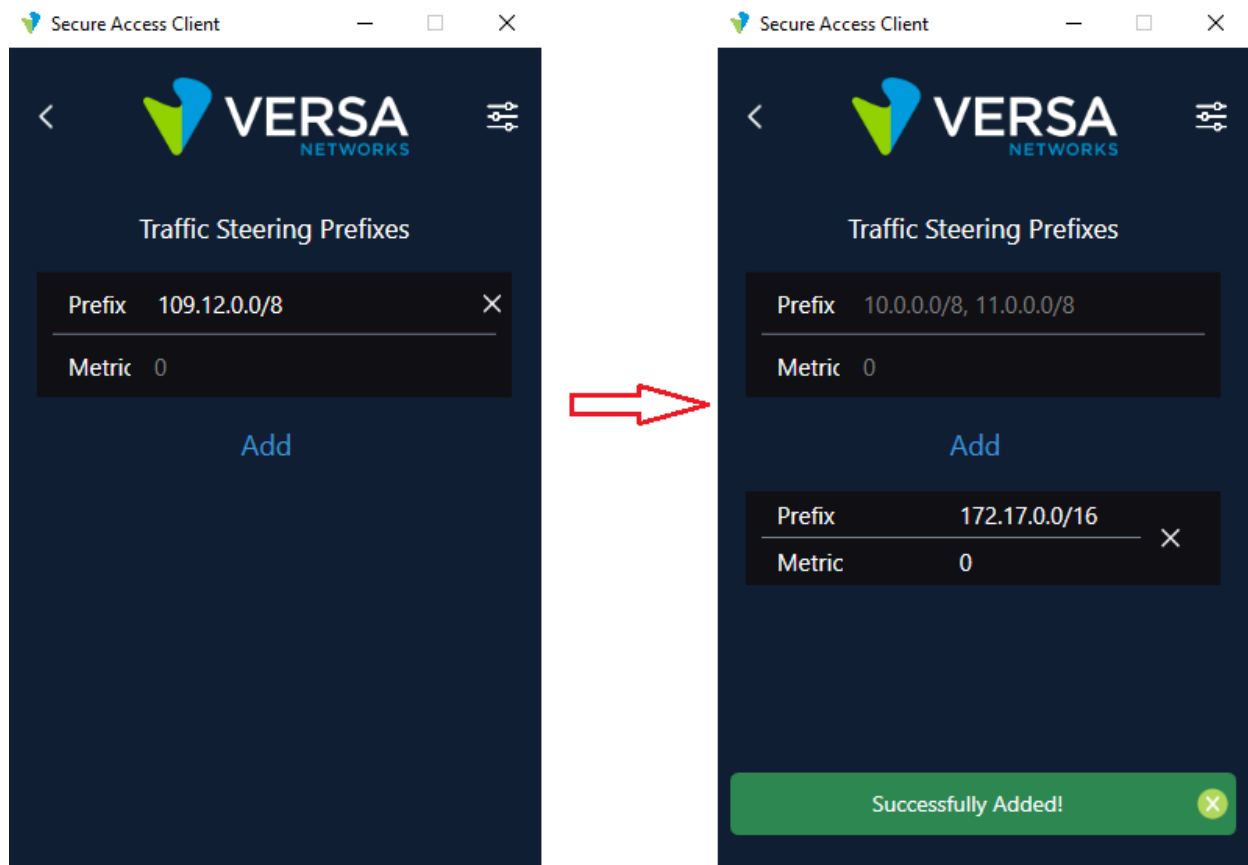 Secure Access Client
VERSA
NETWORKS
Traffic Steering Prefixes
Prefix 109.12.0.0/8
Metric 0
Add
Secure Access Client
VERSA
NETWORKS
Traffic Steering Prefixes
Prefix 10.0.0.0/8, 11.0.0.0/8
Metric 0
Add
Prefix 172.17.0.0/16
Metric 0
Successfully Added!